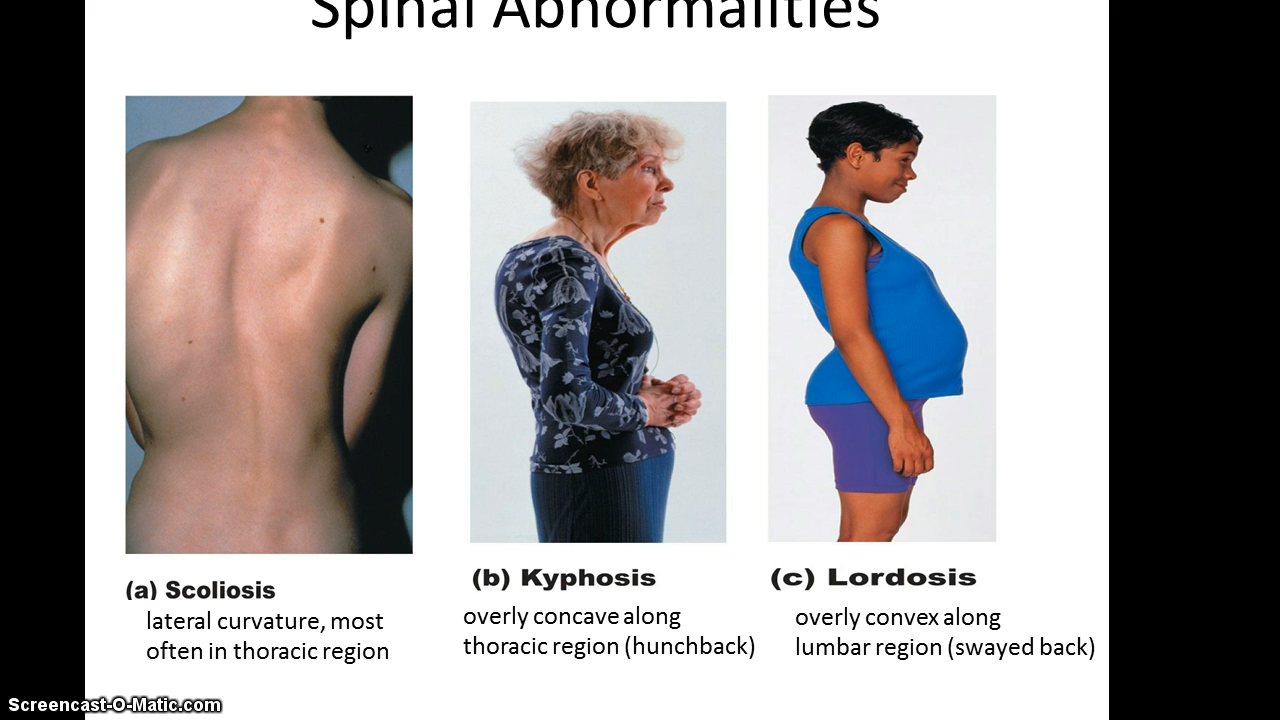 Spinal Abnormalities
(a) Scoliosis
lateral curvature, most
often in thoracic region
(b) Kyphosis
overly concave along
thoracic region (hunchback)
(c) Lordosis
overly convex along
lumbar region (swayed back)
Screencast-O-Matic.com